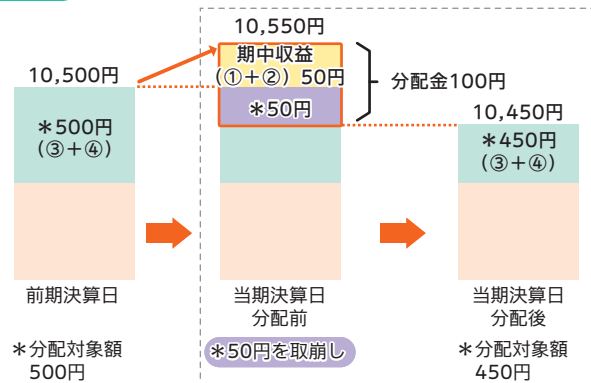 10,550円
期中収益
(①+②) 50円
*50円
分配金100円
10,500円
*500円
(③+④)
10,450円
*450円
(③+④)
前期決算日
当期決算日
分配前
当期決算日
分配後
*分配対象額
500円
*50円を取崩し
*分配対象額
450円